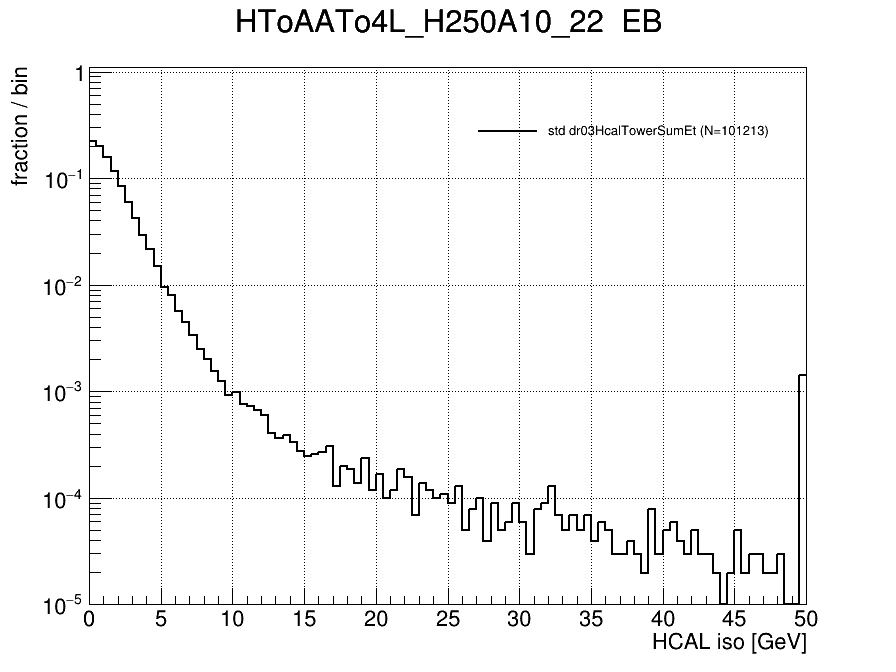 HToAATo4L_H250A10_22 EB
fraction / bin
1
10⁻¹
10⁻²
10⁻³
10⁻⁴
10⁻⁵
std dr03HcalTowerSumEt (N=101213)
0 5 10 15 20 25 30 35 40 45 50
HCAL iso [GeV]